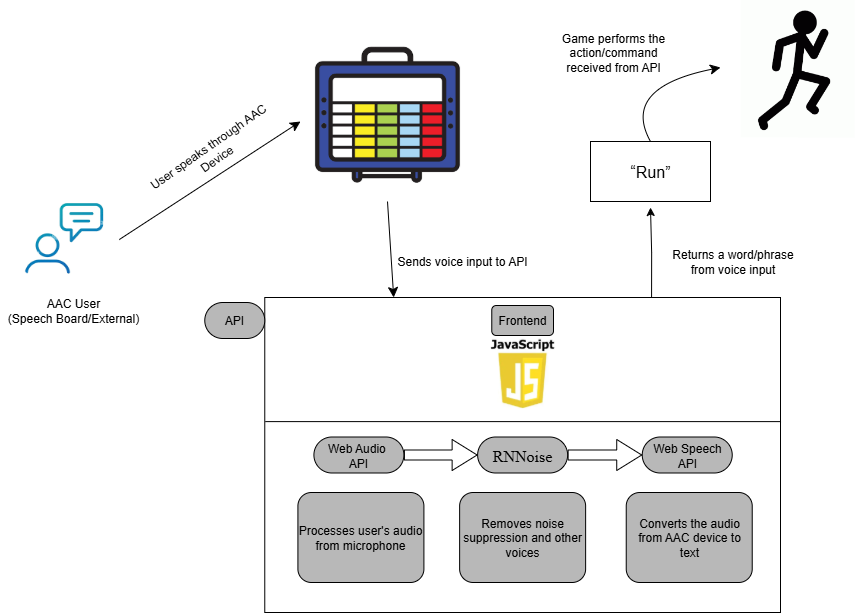 Game performs the
action/command
received from API
User speaks through AAC
Device
“Run”
Sends voice input to API
Returns a word/phrase
from voice input
AAC User
(Speech Board/External)
API
Frontend
JavaScript
JS
Web Audio
API
RNNoise
Web Speech
API
Processes user's audio
from microphone
Removes noise
suppression and other
voices
Converts the audio
from AAC device to
text